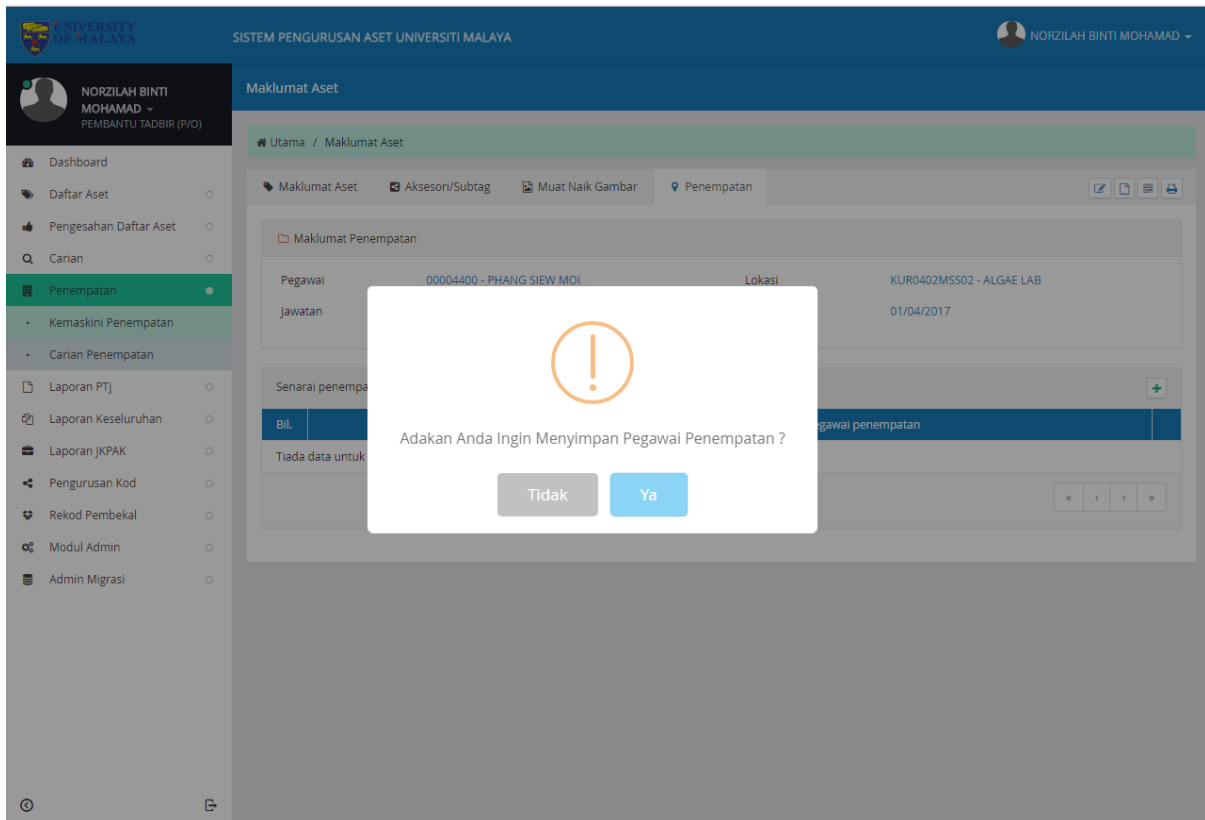 UNIVERSITY
OF MALAYA
SISTEM PENGURUSAN ASET UNIVERSITI MALAYA
NORZILAH BINTI MOHAMAD
NORZILAH BINTI
MOHAMAD
PEMBANTU TADBIR (P/O)
Maklumat Aset
Utama / Maklumat Aset
Dashboard
Daftar Aset
Pengesahan Daftar Aset
Carian
Penempatan
Kemaskini Penempatan
Carian Penempatan
Laporan PTj
Laporan Keseluruhan
Laporan JKPAK
Pengurusan Kod
Rekod Pembekal
Modul Admin
Admin Migrasi
Maklumat Aset Aksesori/Subtag Muat Naik Gambar Penempatan
Maklumat Penempatan
Pegawai 00004400 - PHANG SIEW MOI Lokasi KUR0402MSS02 - ALGAE LAB
Jawatan 01/04/2017
Senarai
Bil. penempatan
Tiada data untuk
« < > »
Adakan Anda Ingin Menyimpan Pegawai Penempatan ?
Tidak Ya